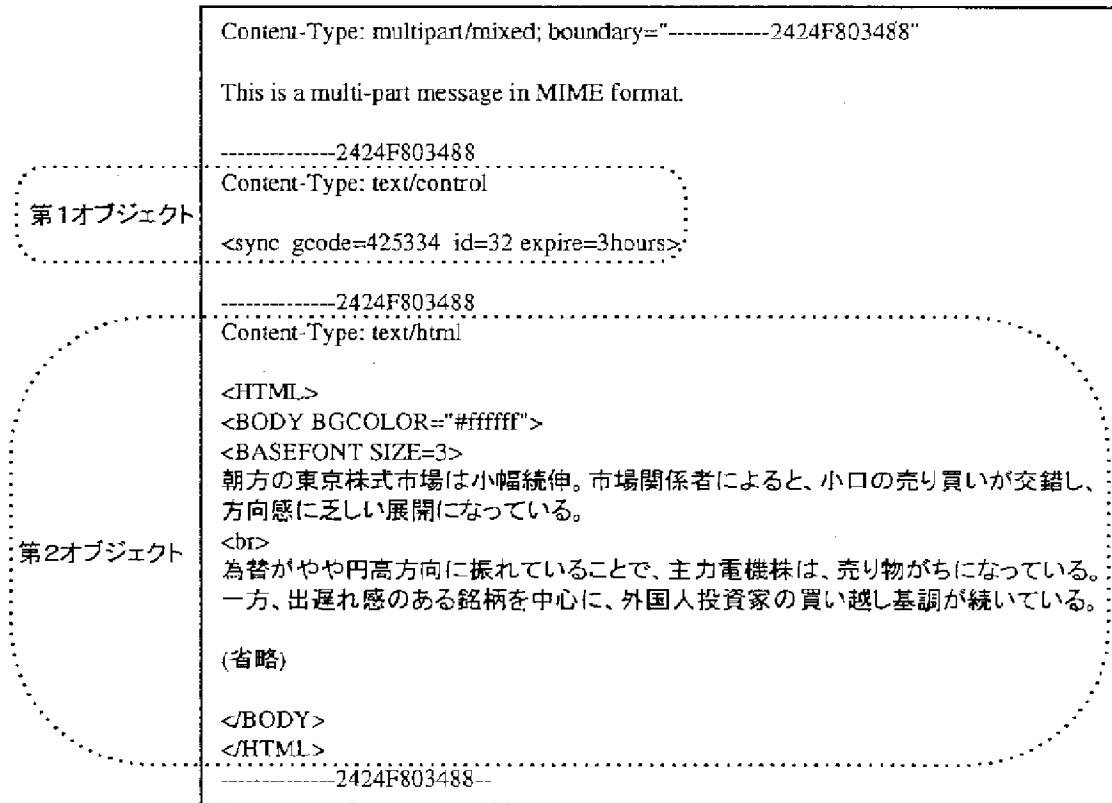 Content-Type: multipart/mixed; boundary="-------------2424F803488"
This is a multi-part message in MIME format.
--------------2424F803488
第1オブジェクト
Content-Type: text/control
<sync gcode=425334 id=32 expire=3hours>
--------------2424F803488
第2オブジェクト
Content-Type: text/html
<HTML>
<BODY BGCOLOR="#ffffff">
<BASEFONT SIZE=3>
朝方の東京株式市場は小幅続伸。市場関係者によると、小口の売り買いが交錯し、
方向感に乏しい展開になっている。
<br>
為替がやや円高方向に振れていることで、主力電機株は、売り物がちになっている。
一方、出遅れ感のある銘柄を中心に、外国人投資家の買い越し基調が続いている。
(省略)
</BODY>
</HTML>
--------------2424F803488--